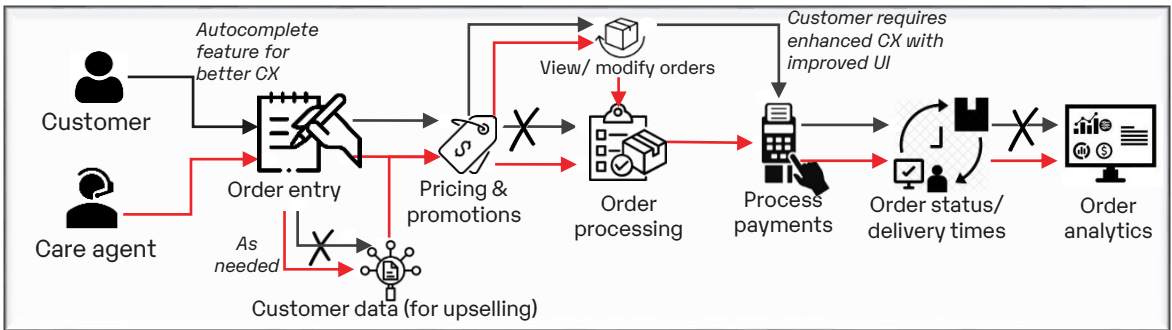 Autocomplete
feature for
better CX
Customer requires
enhanced CX with
improved UI
View/ modify orders
Customer
Care agent
Order entry
Pricing &
promotions
$
Order
processing
Process
payments
Order status/
delivery times
$
Order
analytics
As
needed
Customer data (for upselling)